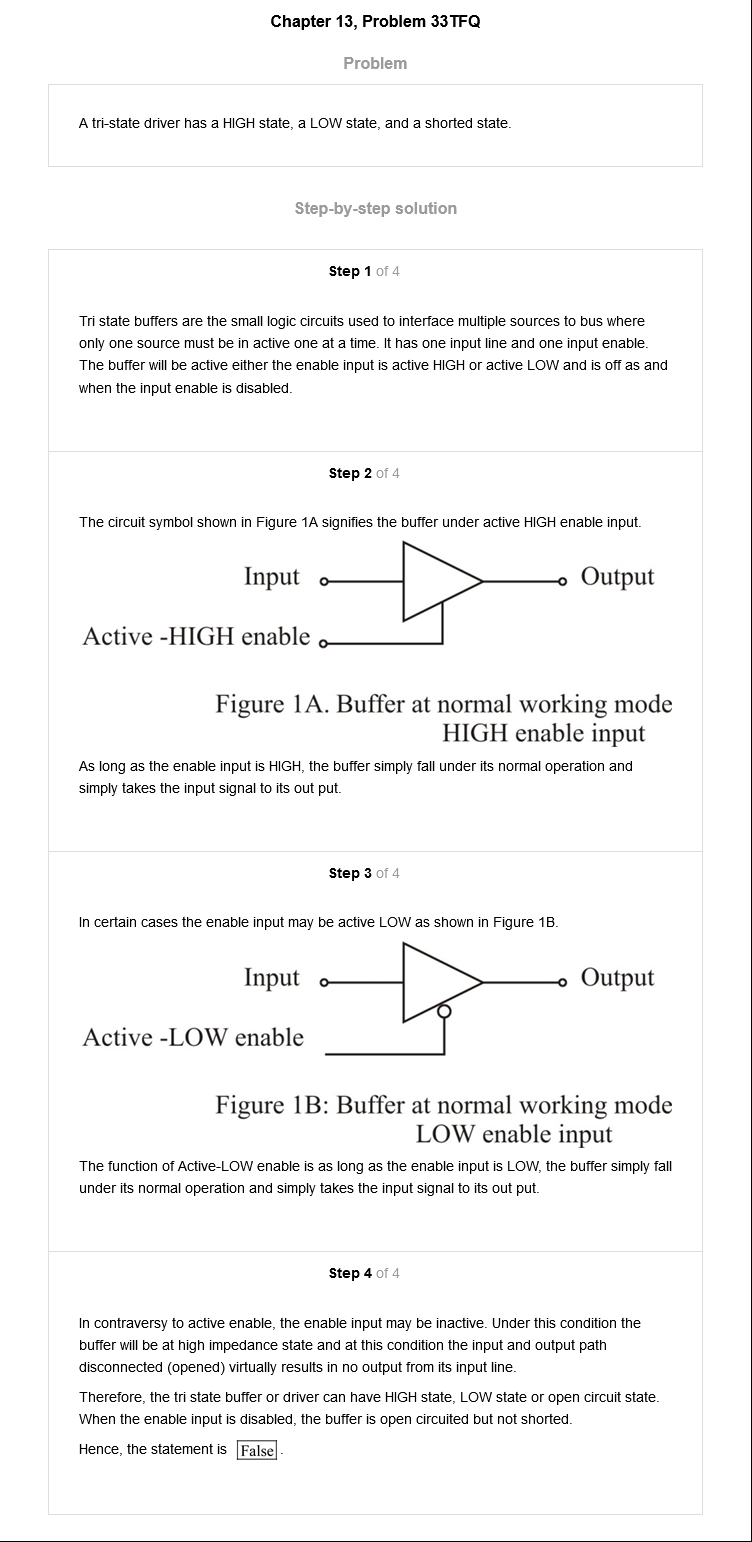 Chapter 13, Problem 33TFQ
Problem
A tri-state driver has a HIGH state, a LOW state, and a shorted state.
Step-by-step solution
Step 1 of 4
Tri state buffers are the small logic circuits used to interface multiple sources to bus where
only one source must be in active one at a time. It has one input line and one input enable.
The buffer will be active either the enable input is active HIGH or active LOW and is off as and
when the input enable is disabled.
Step 2 of 4
The circuit symbol shown in Figure 1A signifies the buffer under active HIGH enable input.
Input Output
Active -HIGH enable
Figure 1A. Buffer at normal working mode
HIGH enable input
As long as the enable input is HIGH, the buffer simply fall under its normal operation and
simply takes the input signal to its out put.
Step 3 of 4
In certain cases the enable input may be active LOW as shown in Figure 1B.
Input Output
Active -LOW enable
Figure 1B: Buffer at normal working mode
LOW enable input
The function of Active-LOW enable is as long as the enable input is LOW, the buffer simply fall
under its normal operation and simply takes the input signal to its out put.
Step 4 of 4
In contraversy to active enable, the enable input may be inactive. Under this condition the
buffer will be at high impedance state and at this condition the input and output path
disconnected (opened) virtually results in no output from its input line.
Therefore, the tri state buffer or driver can have HIGH state, LOW state or open circuit state.
When the enable input is disabled, the buffer is open circuited but not shorted.
Hence, the statement is False.